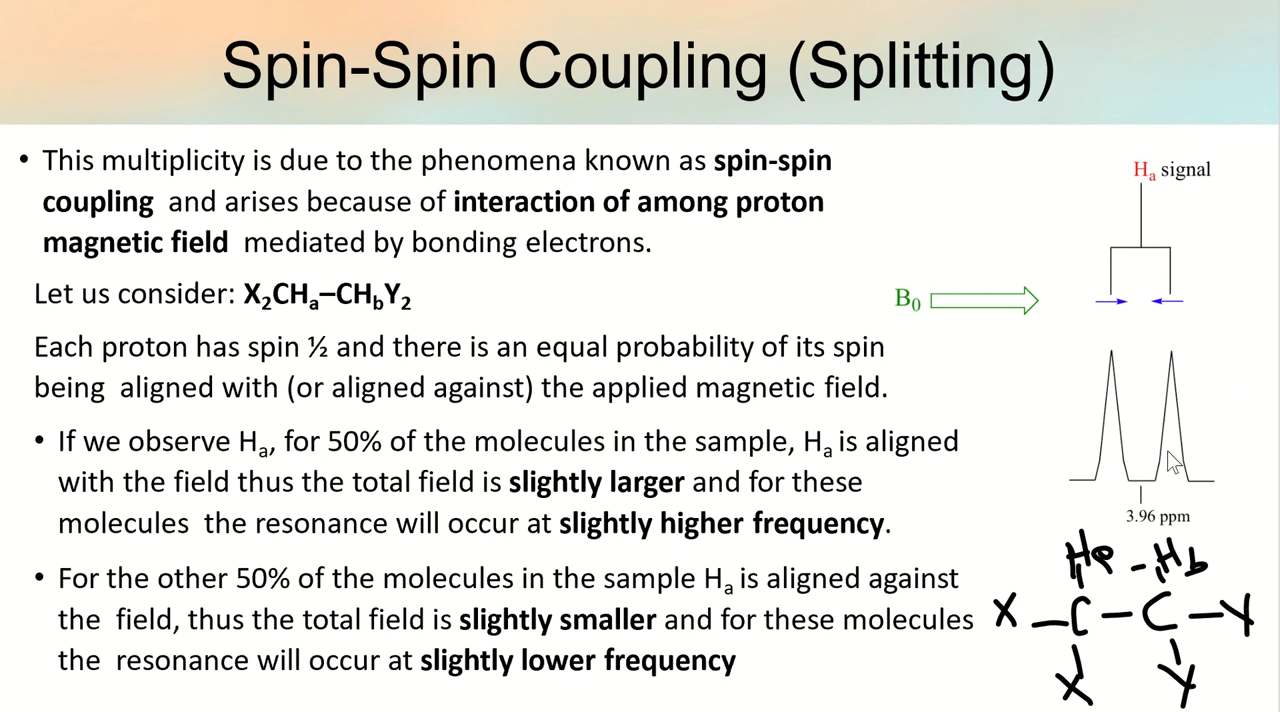 Spin-Spin Coupling (Splitting)
• This multiplicity is due to the phenomena known as spin-spin
coupling and arises because of interaction of among proton
magnetic field mediated by bonding electrons.
Let us consider: X₂CHₐ–CH_bY₂
Each proton has spin ½ and there is an equal probability of its spin
being aligned with (or aligned against) the applied magnetic field.
• If we observe Hₐ, for 50% of the molecules in the sample, Hₐ is aligned
with the field thus the total field is slightly larger and for these
molecules the resonance will occur at slightly higher frequency.
• For the other 50% of the molecules in the sample Hₐ is aligned against
the field, thus the total field is slightly smaller and for these molecules
the resonance will occur at slightly lower frequency
Hₐ signal
B₀
3.96 ppm
Ha – Hb
X – C – C – Y
X Y